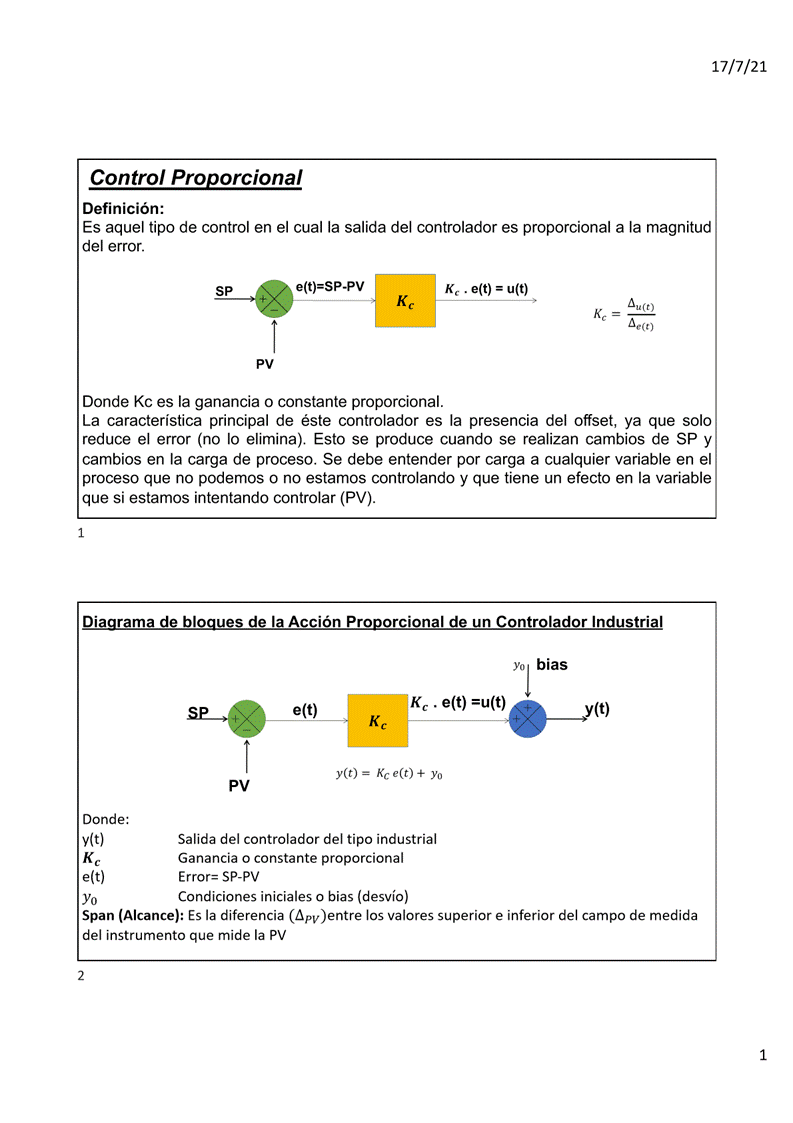 17/7/21
Control Proporcional
Definición:
Es aquel tipo de control en el cual la salida del controlador es proporcional a la magnitud
del error.
SP
+
−
e(t)=SP-PV
K_c
K_c . e(t) = u(t)
K_c = Δ_u(t) / Δ_e(t)
PV
Donde Kc es la ganancia o constante proporcional.
La característica principal de éste controlador es la presencia del offset, ya que solo
reduce el error (no lo elimina). Esto se produce cuando se realizan cambios de SP y
cambios en la carga de proceso. Se debe entender por carga a cualquier variable en el
proceso que no podemos o no estamos controlando y que tiene un efecto en la variable
que si estamos intentando controlar (PV).
1
Diagrama de bloques de la Acción Proporcional de un Controlador Industrial
y₀ bias
SP
+
−
e(t)
K_c
K_c . e(t) =u(t)
+
+
y(t)
PV
y(t) = K_C e(t) + y₀
Donde:
y(t) Salida del controlador del tipo industrial
K_c Ganancia o constante proporcional
e(t) Error= SP-PV
y₀ Condiciones iniciales o bias (desvío)
Span (Alcance): Es la diferencia (Δ_PV)entre los valores superior e inferior del campo de medida
del instrumento que mide la PV
2
1